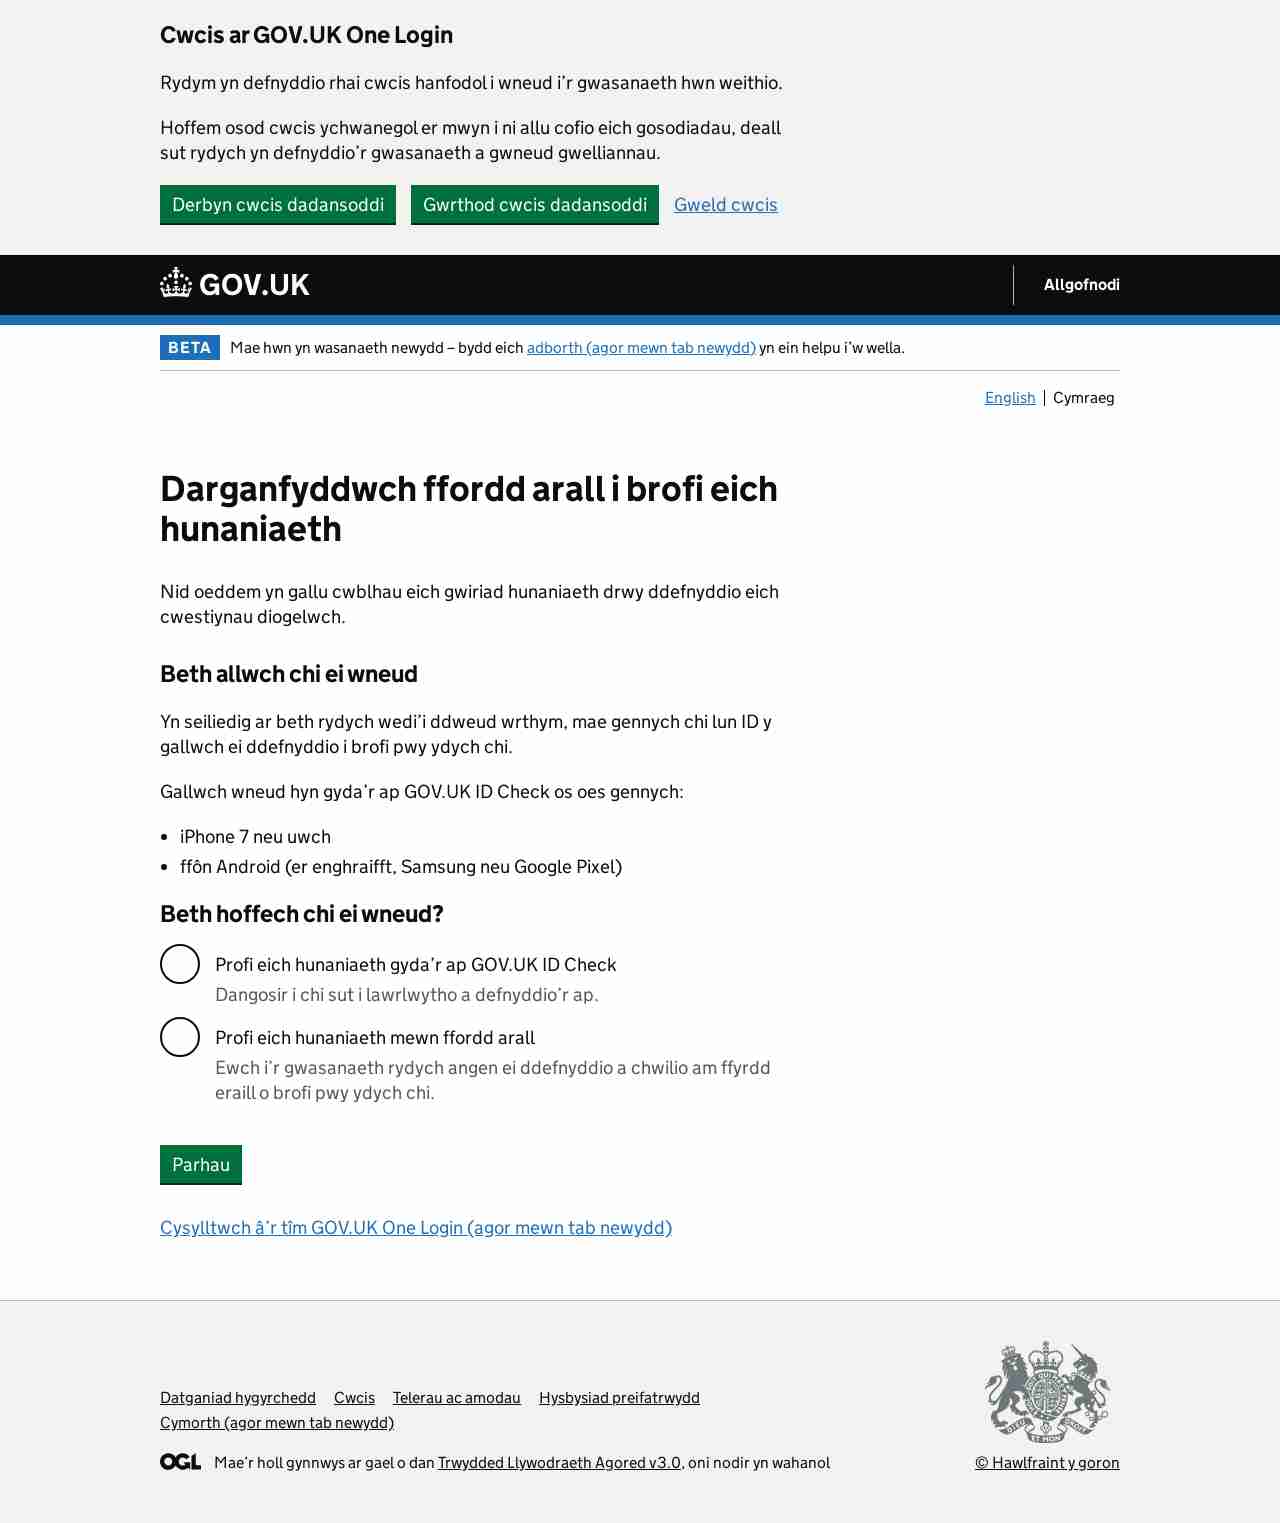 Cwcis ar GOV.UK One Login
Rydym yn defnyddio rhai cwcis hanfodol i wneud i’r gwasanaeth hwn weithio.
Hoffem osod cwcis ychwanegol er mwyn i ni allu cofio eich gosodiadau, deall
sut rydych yn defnyddio’r gwasanaeth a gwneud gwelliannau.
Derbyn cwcis dadansoddi Gwrthod cwcis dadansoddi Gweld cwcis
GOV.UK Allgofnodi
BETA Mae hwn yn wasanaeth newydd – bydd eich adborth (agor mewn tab newydd) yn ein helpu i’w wella.
English Cymraeg
Darganfyddwch ffordd arall i brofi eich
hunaniaeth
Nid oeddem yn gallu cwblhau eich gwiriad hunaniaeth drwy ddefnyddio eich
cwestiynau diogelwch.
Beth allwch chi ei wneud
Yn seiliedig ar beth rydych wedi’i ddweud wrthym, mae gennych chi lun ID y
gallwch ei ddefnyddio i brofi pwy ydych chi.
Gallwch wneud hyn gyda’r ap GOV.UK ID Check os oes gennych:
• iPhone 7 neu uwch
• ffôn Android (er enghraifft, Samsung neu Google Pixel)
Beth hoffech chi ei wneud?
Profi eich hunaniaeth gyda’r ap GOV.UK ID Check
Dangosir i chi sut i lawrlwytho a defnyddio’r ap.
Profi eich hunaniaeth mewn ffordd arall
Ewch i’r gwasanaeth rydych angen ei ddefnyddio a chwilio am ffyrdd
eraill o brofi pwy ydych chi.
Parhau
Cysylltwch â’r tîm GOV.UK One Login (agor mewn tab newydd)
Datganiad hygyrchedd Cwcis Telerau ac amodau Hysbysiad preifatrwydd
Cymorth (agor mewn tab newydd)
OGL Mae’r holl gynnwys ar gael o dan Trwydded Llywodraeth Agored v3.0, oni nodir yn wahanol
DIEU ET MON DROIT
© Hawlfraint y goron